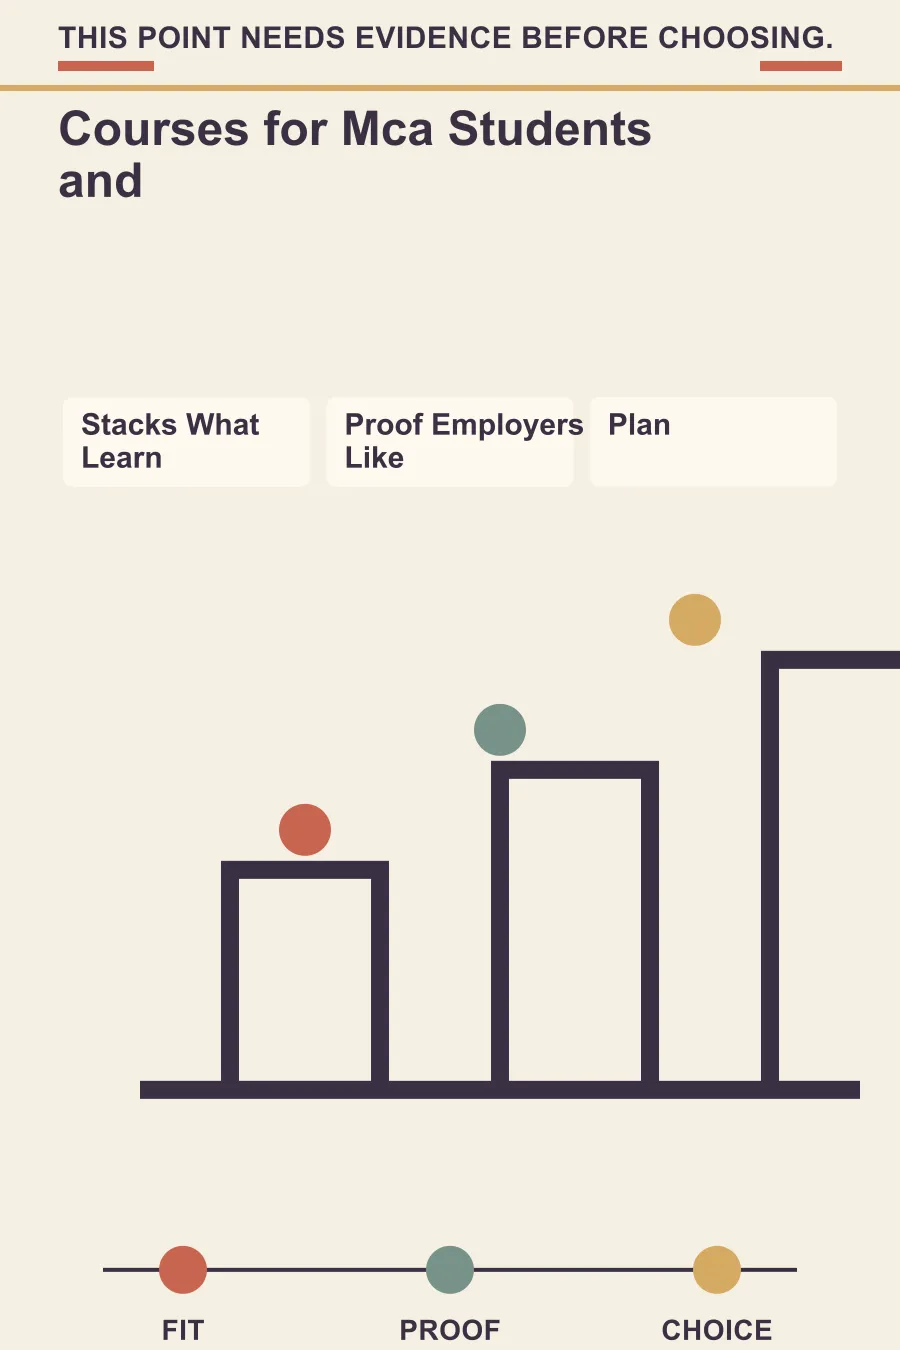 THIS POINT NEEDS EVIDENCE BEFORE CHOOSING.
Courses for Mca Students
and
Stacks What
Learn
Proof Employers
Like
Plan
FIT
PROOF
CHOICE